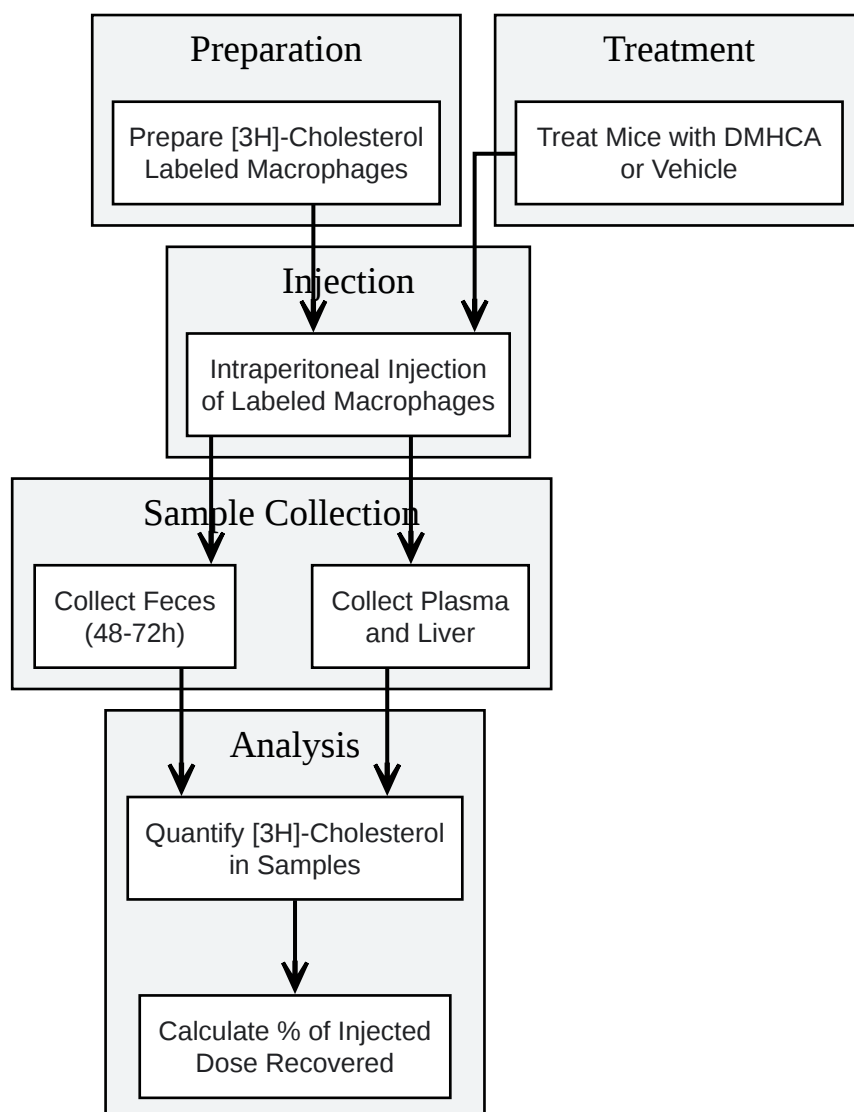 Preparation
Treatment
Prepare [3H]-Cholesterol
Labeled Macrophages
Treat Mice with DMHCA
or Vehicle
Injection
Intraperitoneal Injection
of Labeled Macrophages
Sample Collection
Collect Feces
(48-72h)
Collect Plasma
and Liver
Analysis
Quantify [3H]-Cholesterol
in Samples
Calculate % of Injected
Dose Recovered